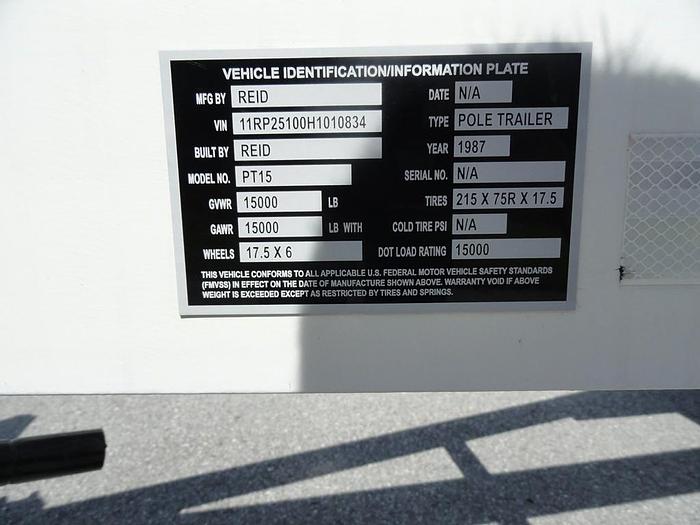 VEHICLE IDENTIFICATION/INFORMATION PLATE
MFG BY REID DATE N/A
VIN 11RP25100H1010834 TYPE POLE TRAILER
BUILT BY REID YEAR 1987
MODEL NO. PT15 SERIAL NO. N/A
GVWR 15000 LB TIRES 215 X 75R X 17.5
GAWR 15000 LB WITH COLD TIRE PSI N/A
WHEELS 17.5 X 6 DOT LOAD RATING 15000
THIS VEHICLE CONFORMS TO ALL APPLICABLE U.S. FEDERAL MOTOR VEHICLE SAFETY STANDARDS
(FMVSS) IN EFFECT ON THE DATE OF MANUFACTURE SHOWN ABOVE. WARRANTY VOID IF ABOVE
WEIGHT IS EXCEEDED EXCEPT AS RESTRICTED BY TIRES AND SPRINGS.